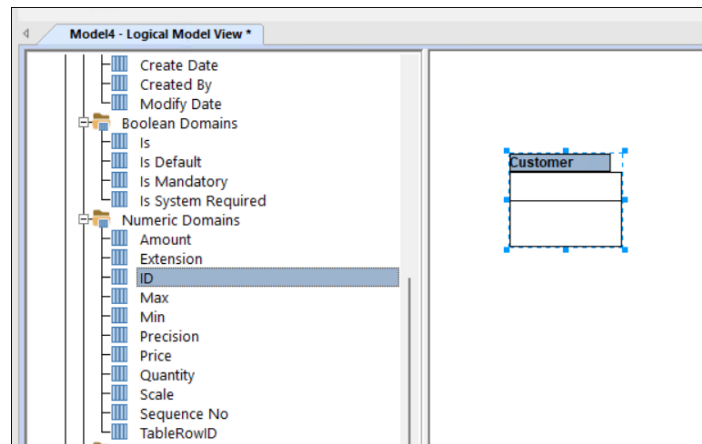 Model4 - Logical Model View *
Create Date
Created By
Modify Date
Boolean Domains
Is
Is Default
Is Mandatory
Is System Required
Numeric Domains
Amount
Extension
ID
Max
Min
Precision
Price
Quantity
Scale
Sequence No
TableRowID
Customer